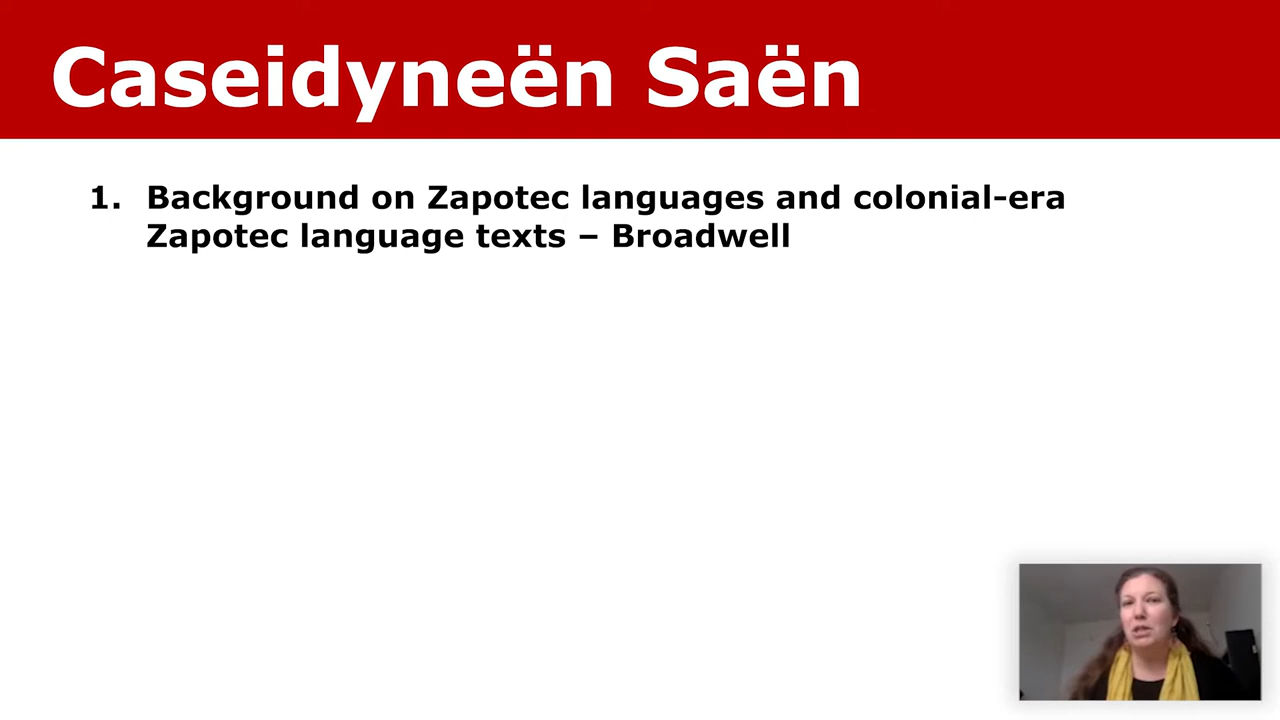 Caseidyneën Saën
1. Background on Zapotec languages and colonial-era
Zapotec language texts – Broadwell